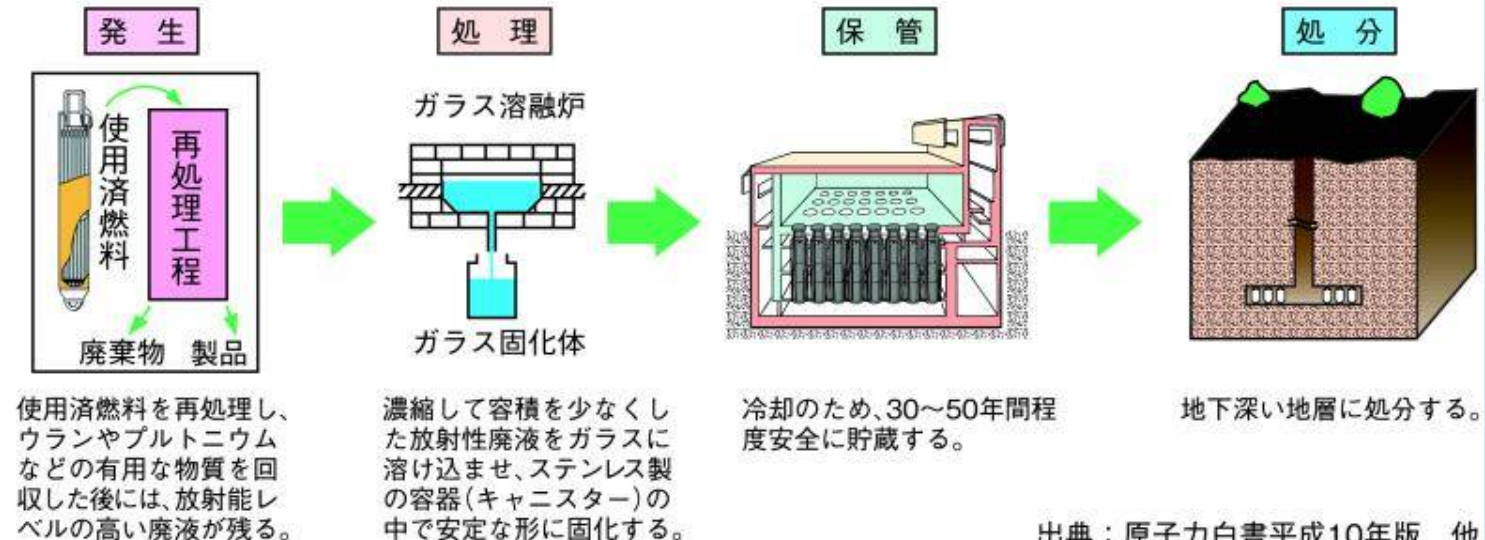 発生
処理
保管
処分
使用済燃料
再処理工程
廃棄物 製品
ガラス溶融炉
ガラス固化体
使用済燃料を再処理し、
ウランやプルトニウム
などの有用な物質を回
収した後には、放射能レ
ベルの高い廃液が残る。
濃縮して容積を少なくし
た放射性廃液をガラスに
溶け込ませ、ステンレス製
の容器(キャニスター)の
中で安定な形に固化する。
冷却のため、30〜50年間程
度安全に貯蔵する。
地下深い地層に処分する。
出典:原子力白書平成10年版 他